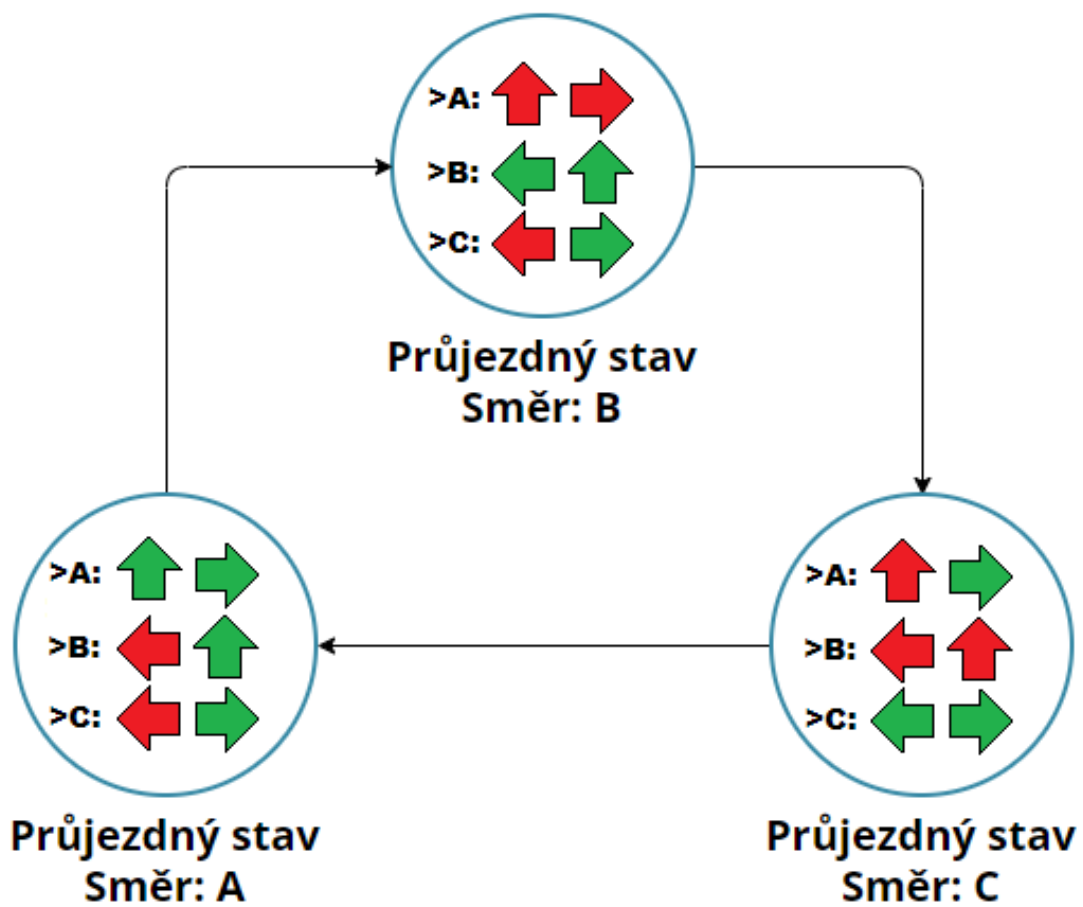 >A:
>B:
>C:
Průjezdný stav
Směr: B
>A:
>B:
>C:
Průjezdný stav
Směr: A
>A:
>B:
>C:
Průjezdný stav
Směr: C